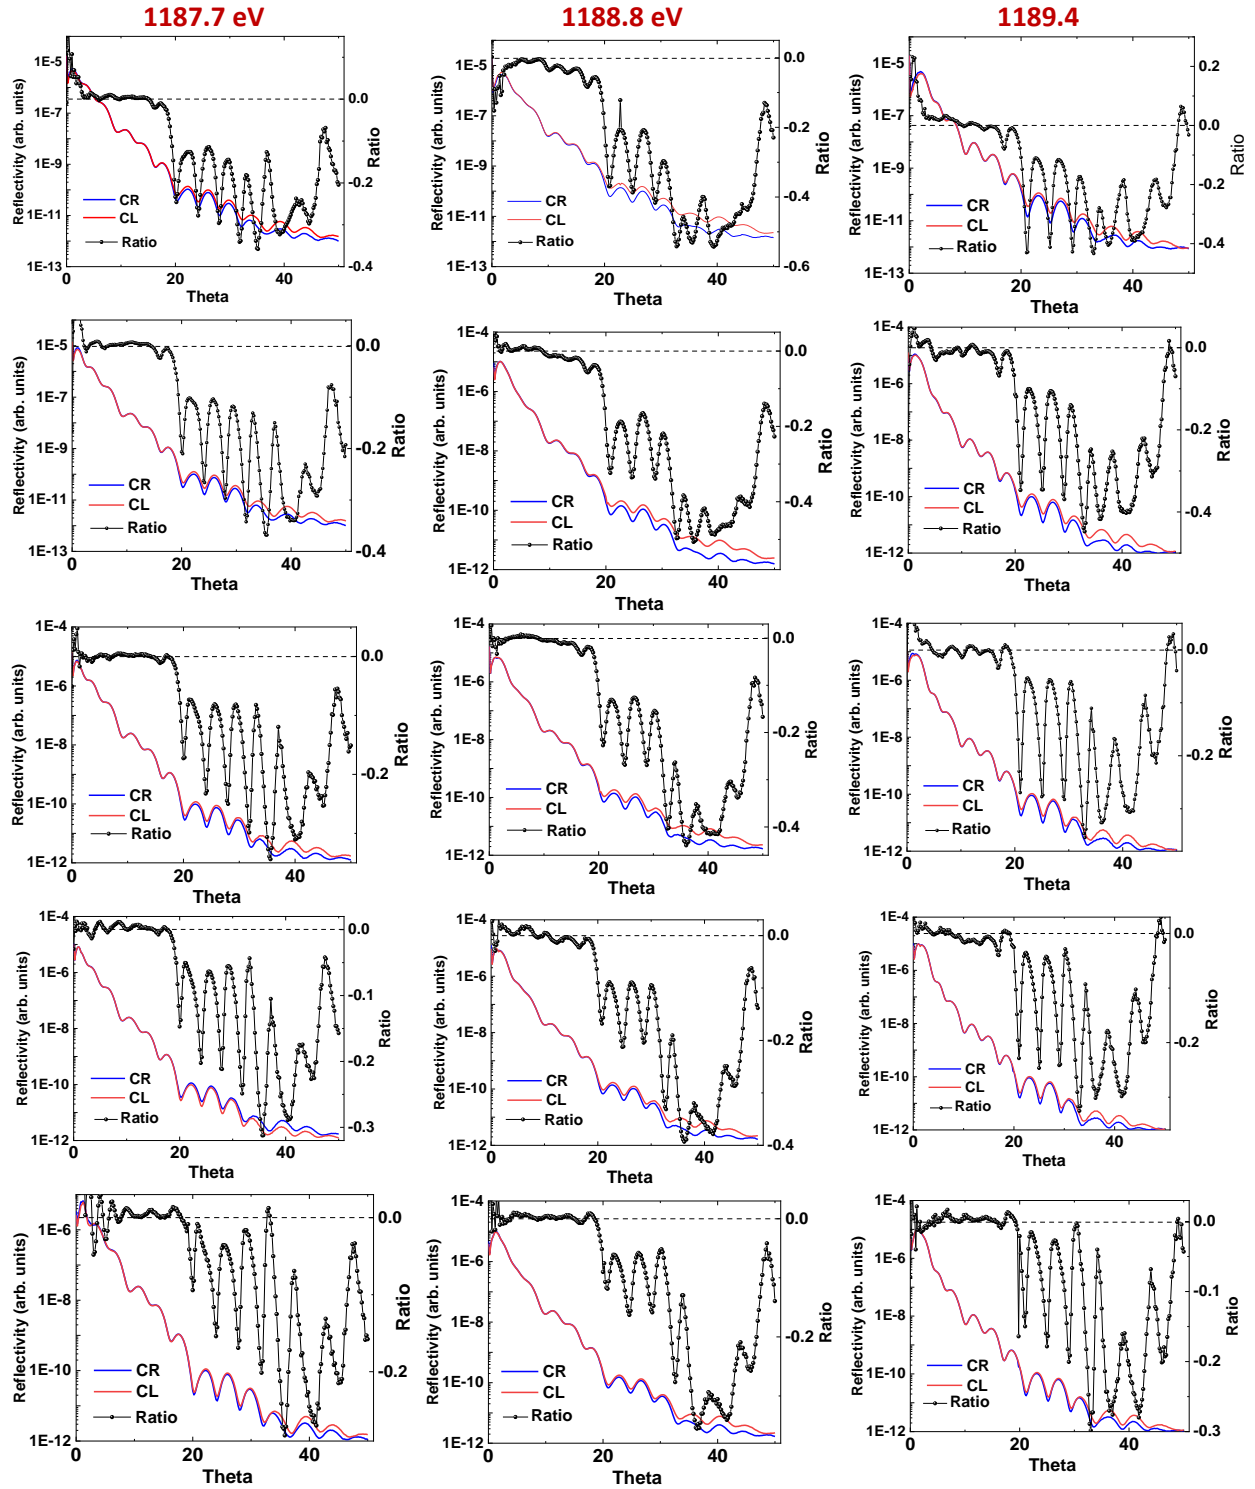 1187.7 eV 1188.8 eV 1189.4
Reflectivity (arb. units)
1E-5
1E-7
1E-9
1E-11
1E-13
0.0
-0.2
-0.4
Ratio
CR
CL
Ratio
0 20 40
Theta
Reflectivity (arb. units)
1E-5
1E-7
1E-9
1E-11
1E-13
0.0
-0.2
-0.4
-0.6
Ratio
CR
CL
Ratio
0 20 40
Theta
Reflectivity (arb. units)
1E-5
1E-7
1E-9
1E-11
1E-13
0.2
0.0
-0.2
-0.4
Ratio
CR
CL
Ratio
0 20 40
Theta
Reflectivity (arb. units)
1E-5
1E-7
1E-9
1E-11
1E-13
0.0
-0.2
-0.4
Ratio
CR
CL
Ratio
0 20 40
Theta
Reflectivity (arb. units)
1E-4
1E-6
1E-8
1E-10
1E-12
0.0
-0.2
-0.4
Ratio
CR
CL
Ratio
0 20 40
Theta
Reflectivity (arb. units)
1E-4
1E-6
1E-8
1E-10
1E-12
0.0
-0.2
-0.4
Ratio
CR
CL
Ratio
0 20 40
Theta
Reflectivity (arb. units)
1E-4
1E-6
1E-8
1E-10
1E-12
0.0
-0.2
Ratio
CR
CL
Ratio
0 20 40
Theta
Reflectivity (arb. units)
1E-4
1E-6
1E-8
1E-10
1E-12
0.0
-0.2
-0.4
Ratio
CR
CL
Ratio
0 20 40
Theta
Reflectivity (arb. units)
1E-4
1E-6
1E-8
1E-10
1E-12
0.0
-0.2
Ratio
CR
CL
Ratio
0 20 40
Theta
Reflectivity (arb. units)
1E-4
1E-6
1E-8
1E-10
1E-12
0.0
-0.1
-0.2
-0.3
Ratio
CR
CL
Ratio
0 20 40
Theta
Reflectivity (arb. units)
1E-4
1E-6
1E-8
1E-10
1E-12
0.0
-0.2
-0.4
Ratio
CR
CL
Ratio
0 20 40
Theta
Reflectivity (arb. units)
1E-4
1E-6
1E-8
1E-10
1E-12
0.0
-0.2
Ratio
CR
CL
Ratio
0 20 40
Theta
Reflectivity (arb. units)
1E-6
1E-8
1E-10
1E-12
0.0
-0.2
Ratio
CR
CL
Ratio
0 20 40
Theta
Reflectivity (arb. units)
1E-4
1E-6
1E-8
1E-10
1E-12
0.0
-0.2
Ratio
CR
CL
Ratio
0 20 40
Theta
Reflectivity (arb. units)
1E-4
1E-6
1E-8
1E-10
1E-12
0.0
-0.1
-0.2
-0.3
Ratio
CR
CL
Ratio
0 20 40
Theta